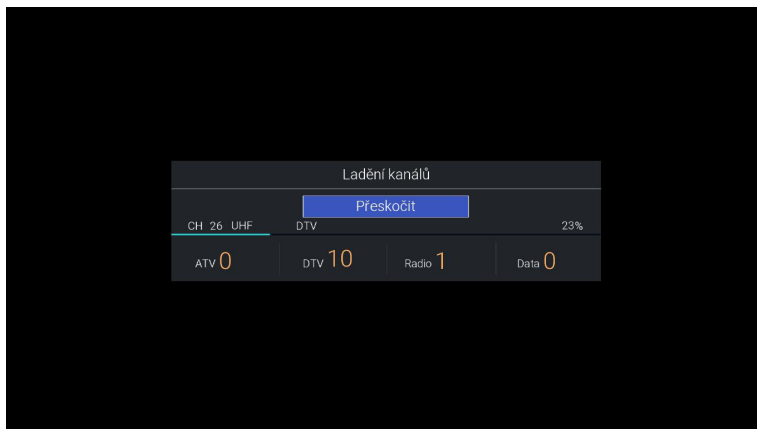 Ladění kanálů
Přeskočit
CH 26 UHF DTV 23%
ATV 0 DTV 10 Radio 1 Data 0